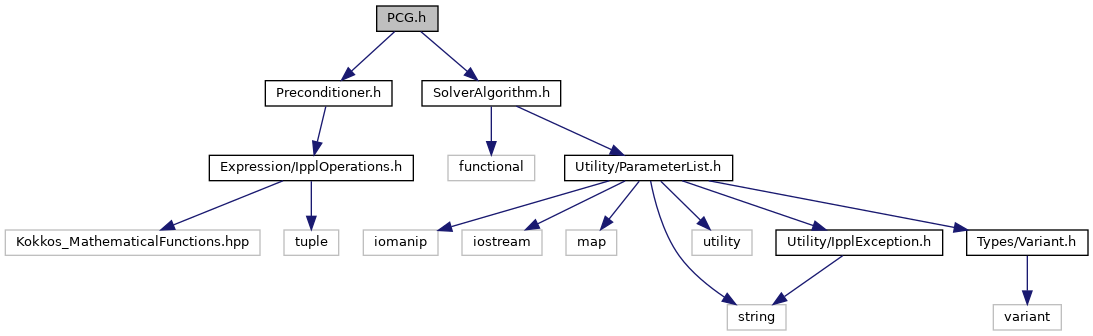 PCG.h
Preconditioner.h
SolverAlgorithm.h
Expression/IpplOperations.h
functional
Utility/ParameterList.h
Kokkos_MathematicalFunctions.hpp
tuple
iomanip
iostream
map
utility
Utility/IpplException.h
Types/Variant.h
string
variant